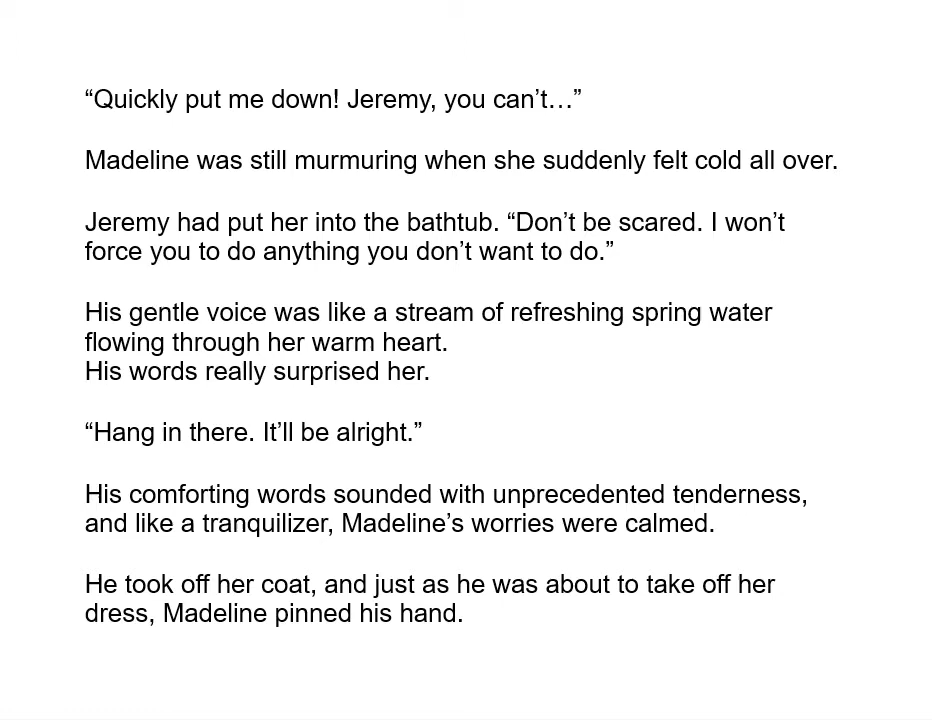 “Quickly put me down! Jeremy, you can’t…”
Madeline was still murmuring when she suddenly felt cold all over.
Jeremy had put her into the bathtub. “Don’t be scared. I won’t
force you to do anything you don’t want to do.”
His gentle voice was like a stream of refreshing spring water
flowing through her warm heart.
His words really surprised her.
“Hang in there. It’ll be alright.”
His comforting words sounded with unprecedented tenderness,
and like a tranquilizer, Madeline’s worries were calmed.
He took off her coat, and just as he was about to take off her
dress, Madeline pinned his hand.